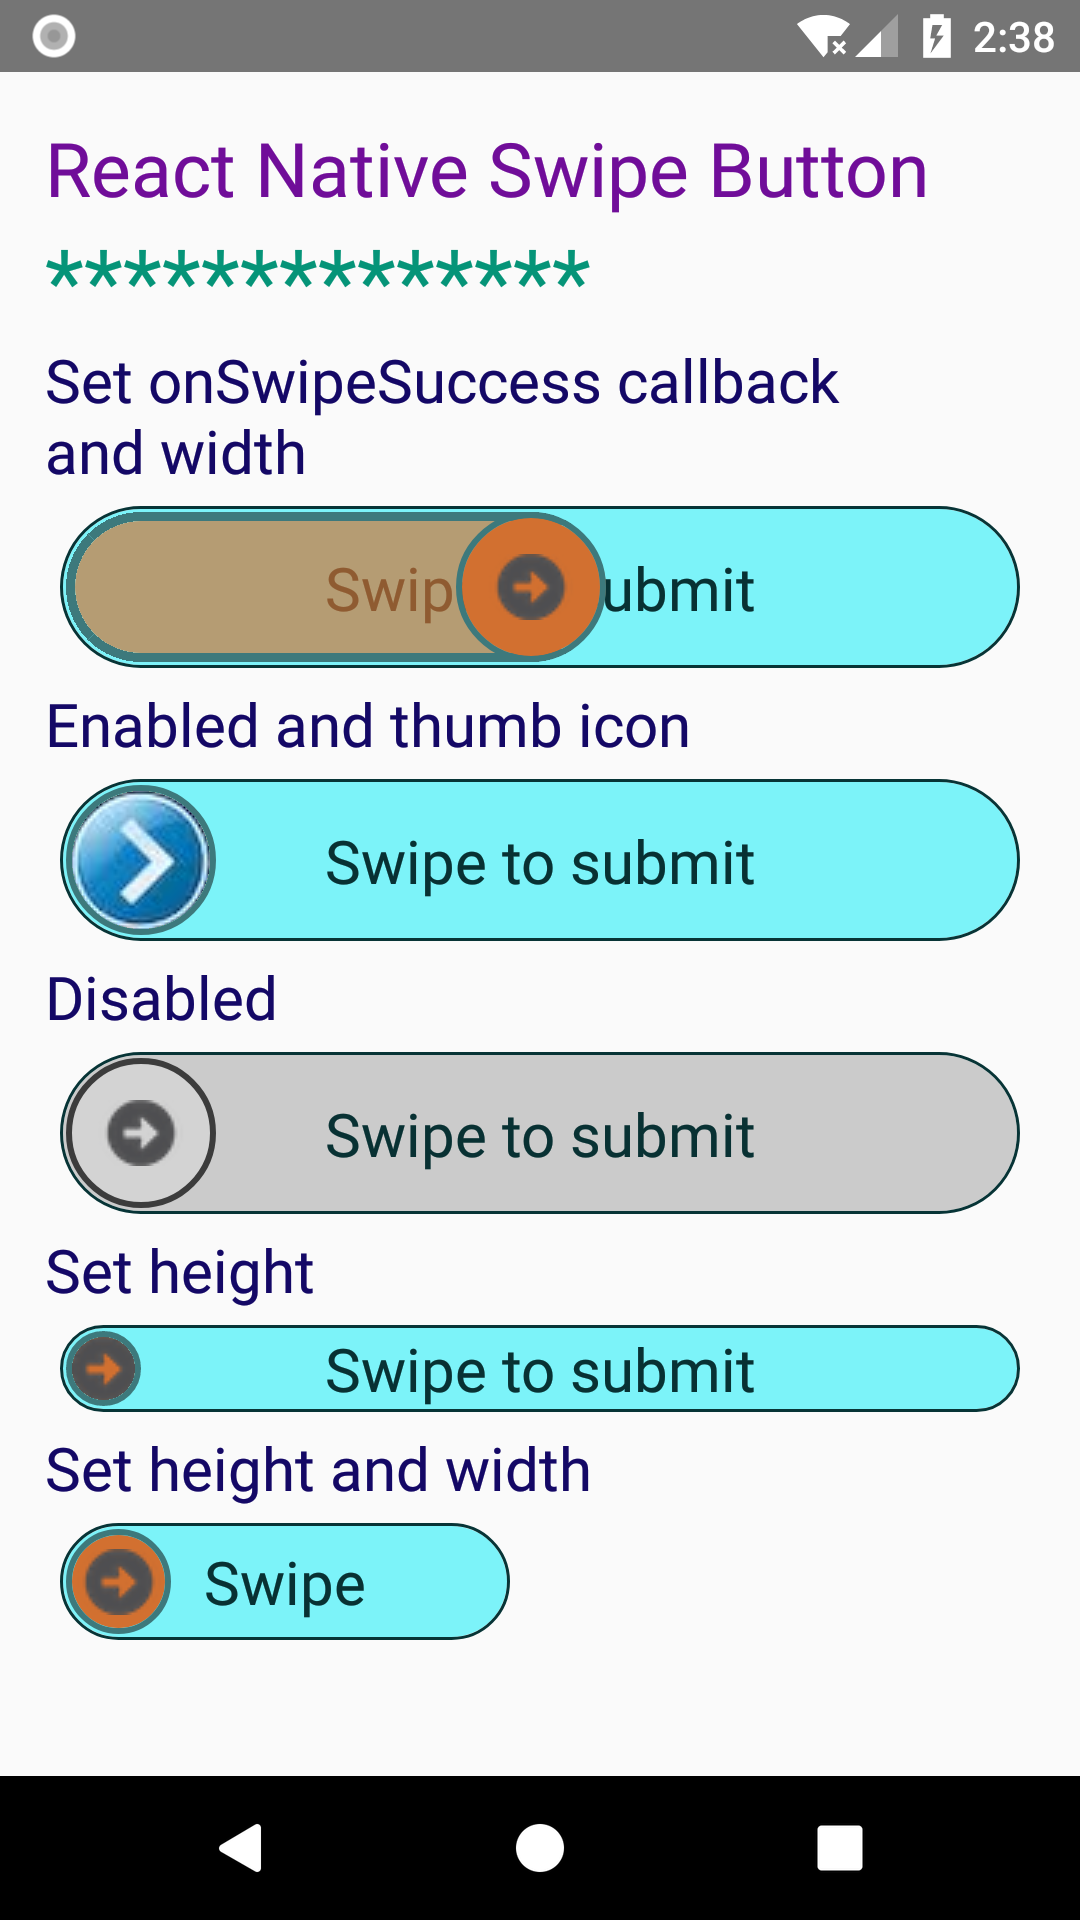 2:38
React Native Swipe Button
**************
Set onSwipeSuccess callback
and width
Swip ubmit
Enabled and thumb icon
Swipe to submit
Disabled
Swipe to submit
Set height
Swipe to submit
Set height and width
Swipe